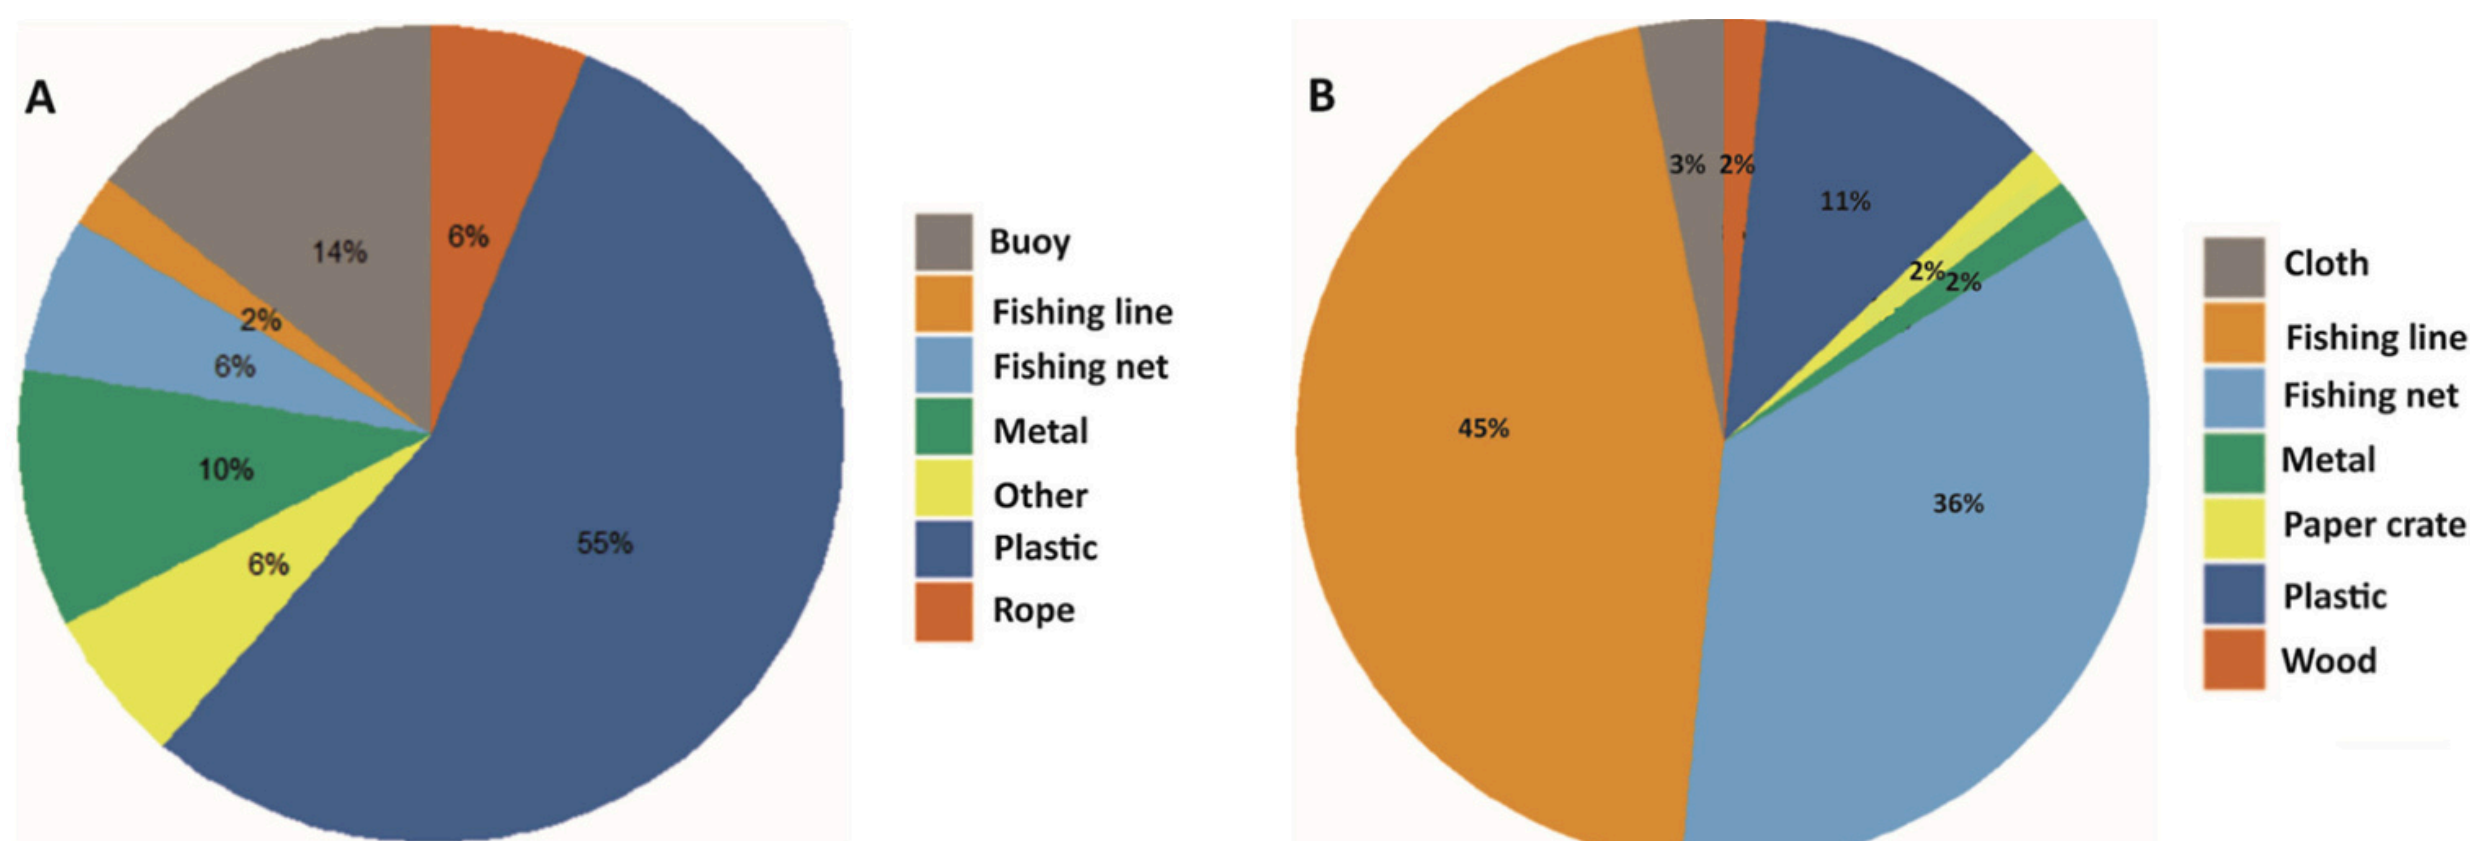 A
14%
6%
2%
6%
10%
6%
55%
Buoy
Fishing line
Fishing net
Metal
Other
Plastic
Rope
B
3%
2%
11%
2%
2%
45%
36%
Cloth
Fishing line
Fishing net
Metal
Paper crate
Plastic
Wood